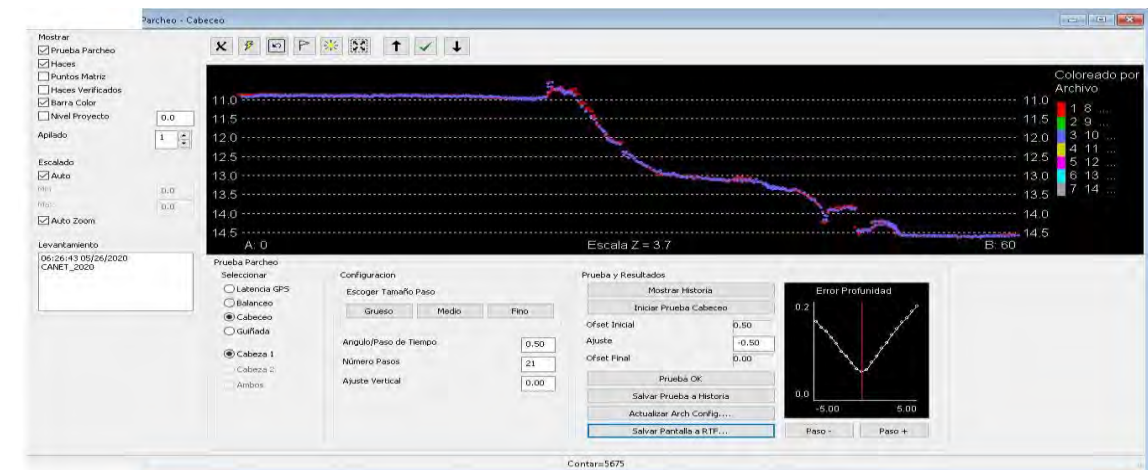 Parcheo - Cabeceo
Mostrar
Prueba Parcheo
Haces
Puntos Matriz
Haces Verificados
Barra Color
Nivel Proyecto 0.0
Apilado 1
Escalado
Auto
0.0
0.0
Auto Zoom
Levantamiento
06:26:43 05/26/2020
CANET_2020
11.0 11.0
11.5 11.5
12.0 12.0
12.5 12.5
13.0 13.0
13.5 13.5
14.0 14.0
14.5 14.5
A: 0 Escala Z = 3.7 B: 60
Coloreado por
Archivo
1 8 ...
2 9 ...
3 10 ...
4 11 ...
5 12 ...
6 13 ...
7 14 ...
Prueba Parcheo
Seleccionar
Latencia GPS
Balanceo
Cabeceo
Guiñada
Cabeza 1
Cabeza 2
Ambos
Configuracion
Escoger Tamaño Paso
Grueso Medio Fino
Angulo/Paso de Tiempo 0.50
Número Pasos 21
Ajuste Vertical 0.00
Prueba y Resultados
Mostrar Historia
Iniciar Prueba Cabeceo
Ofset Inicial 0.50
Ajuste -0.50
Ofset Final 0.00
Prueba OK
Salvar Prueba a Historia
Actualizar Arch Config....
Salvar Pantalla a RTF...
Error Profunidad
0.2
0.0
-5.00 5.00
Paso - Paso +
Contar=5675